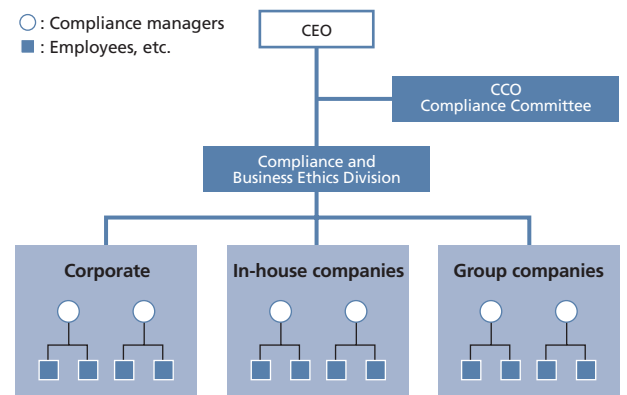 : Compliance managers
: Employees, etc.
CEO
CCO
Compliance Committee
Compliance and
Business Ethics Division
Corporate
In-house companies
Group companies